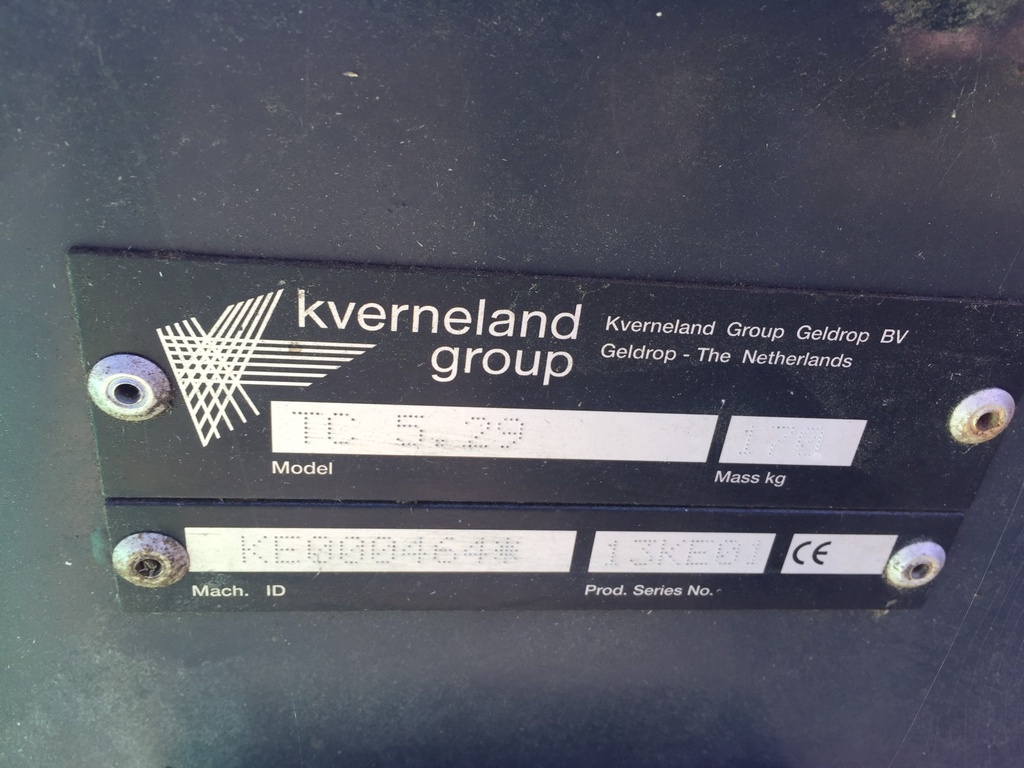 kverneland
group
Kverneland Group Geldrop BV
Geldrop - The Netherlands
TC 5.29
170
Model
Mass kg
KE0000464*
13KE01
CE
Mach. ID
Prod. Series No.